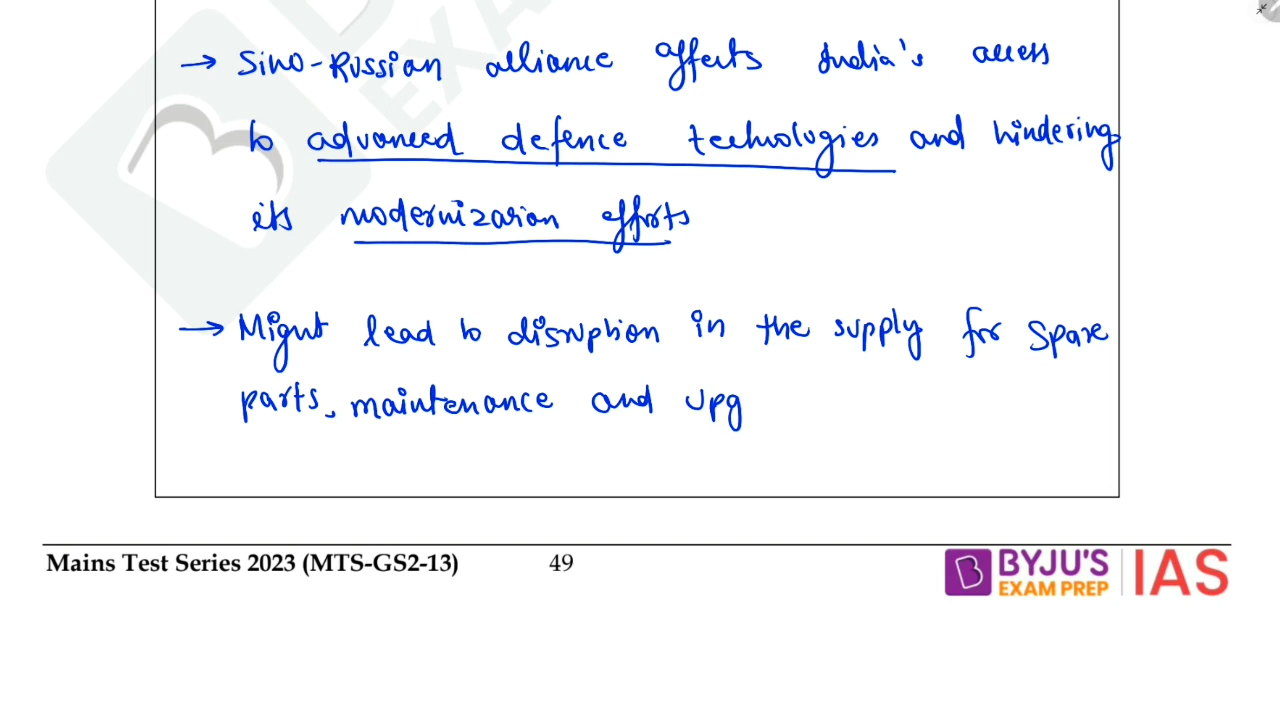 → Sino-Russian alliance affects India's access
to advanced defence technologies and hindering
its modernization efforts
→ Might lead to disruption in the supply for spare
parts, maintenance and upg
Mains Test Series 2023 (MTS-GS2-13) 49
BYJU'S
EXAM PREP
IAS